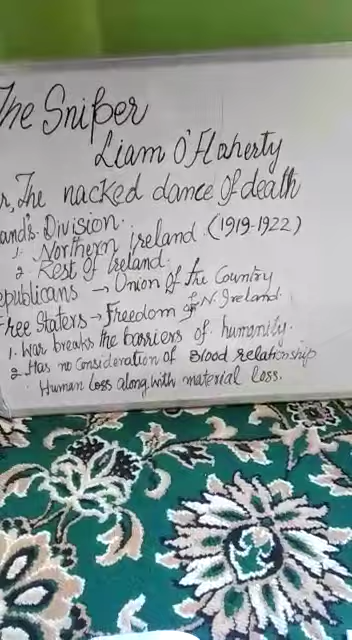 The Sniper
Liam O'Flaherty
r, The nacked dance Of death
and's Division.
1. Northern ireland (1919-1922)
2. Rest Of Ireland.
epublicans → Union Of the Country
ree Staters → Freedom of N. Ireland.
1. War breaks the barriers of humanity.
2. Has no Consideration of Blood relationship
Human Loss along with material loss.